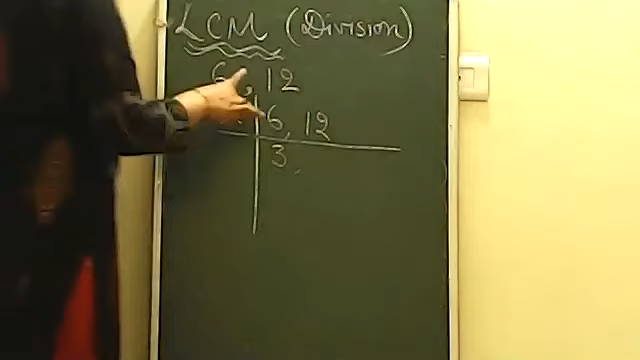 LCM (Division)
6, 12
6, 12
3,